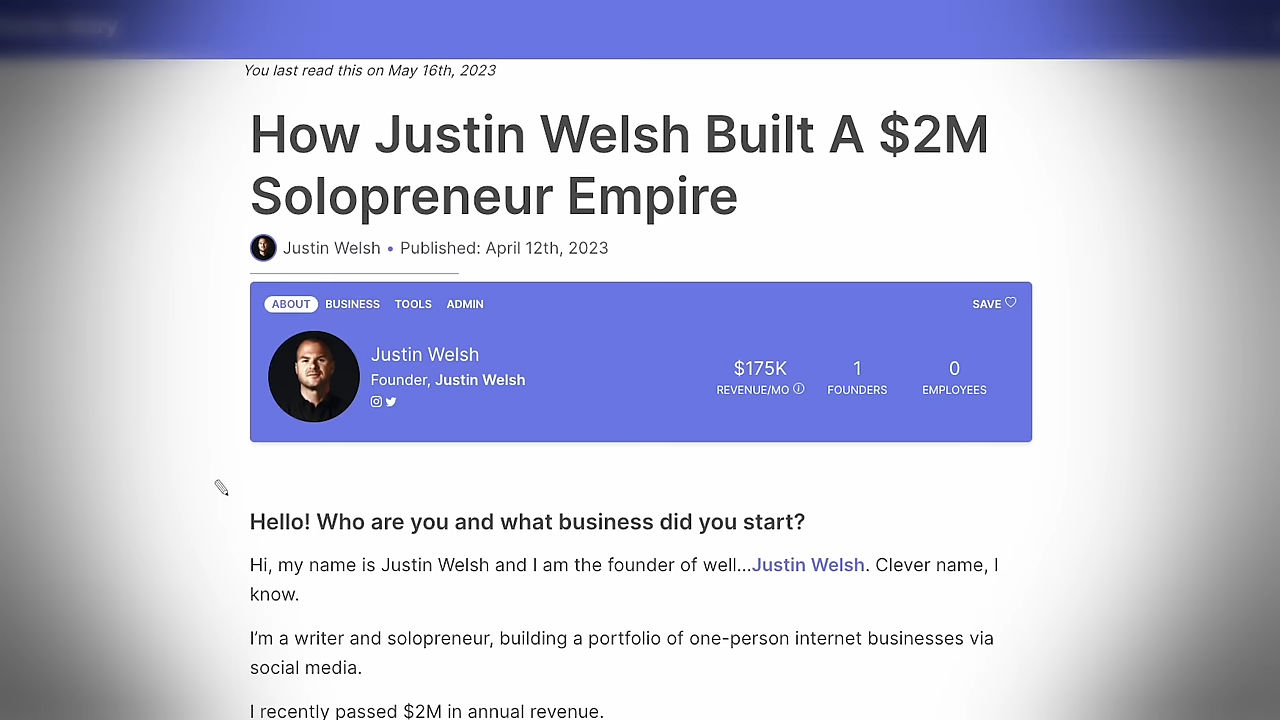 You last read this on May 16th, 2023
How Justin Welsh Built A $2M
Solopreneur Empire
Justin Welsh • Published: April 12th, 2023
ABOUT BUSINESS TOOLS ADMIN SAVE
Justin Welsh
Founder, Justin Welsh
$175K 1 0
REVENUE/MO FOUNDERS EMPLOYEES
Hello! Who are you and what business did you start?
Hi, my name is Justin Welsh and I am the founder of well...Justin Welsh. Clever name, I
know.
I'm a writer and solopreneur, building a portfolio of one-person internet businesses via
social media.
I recently passed $2M in annual revenue.